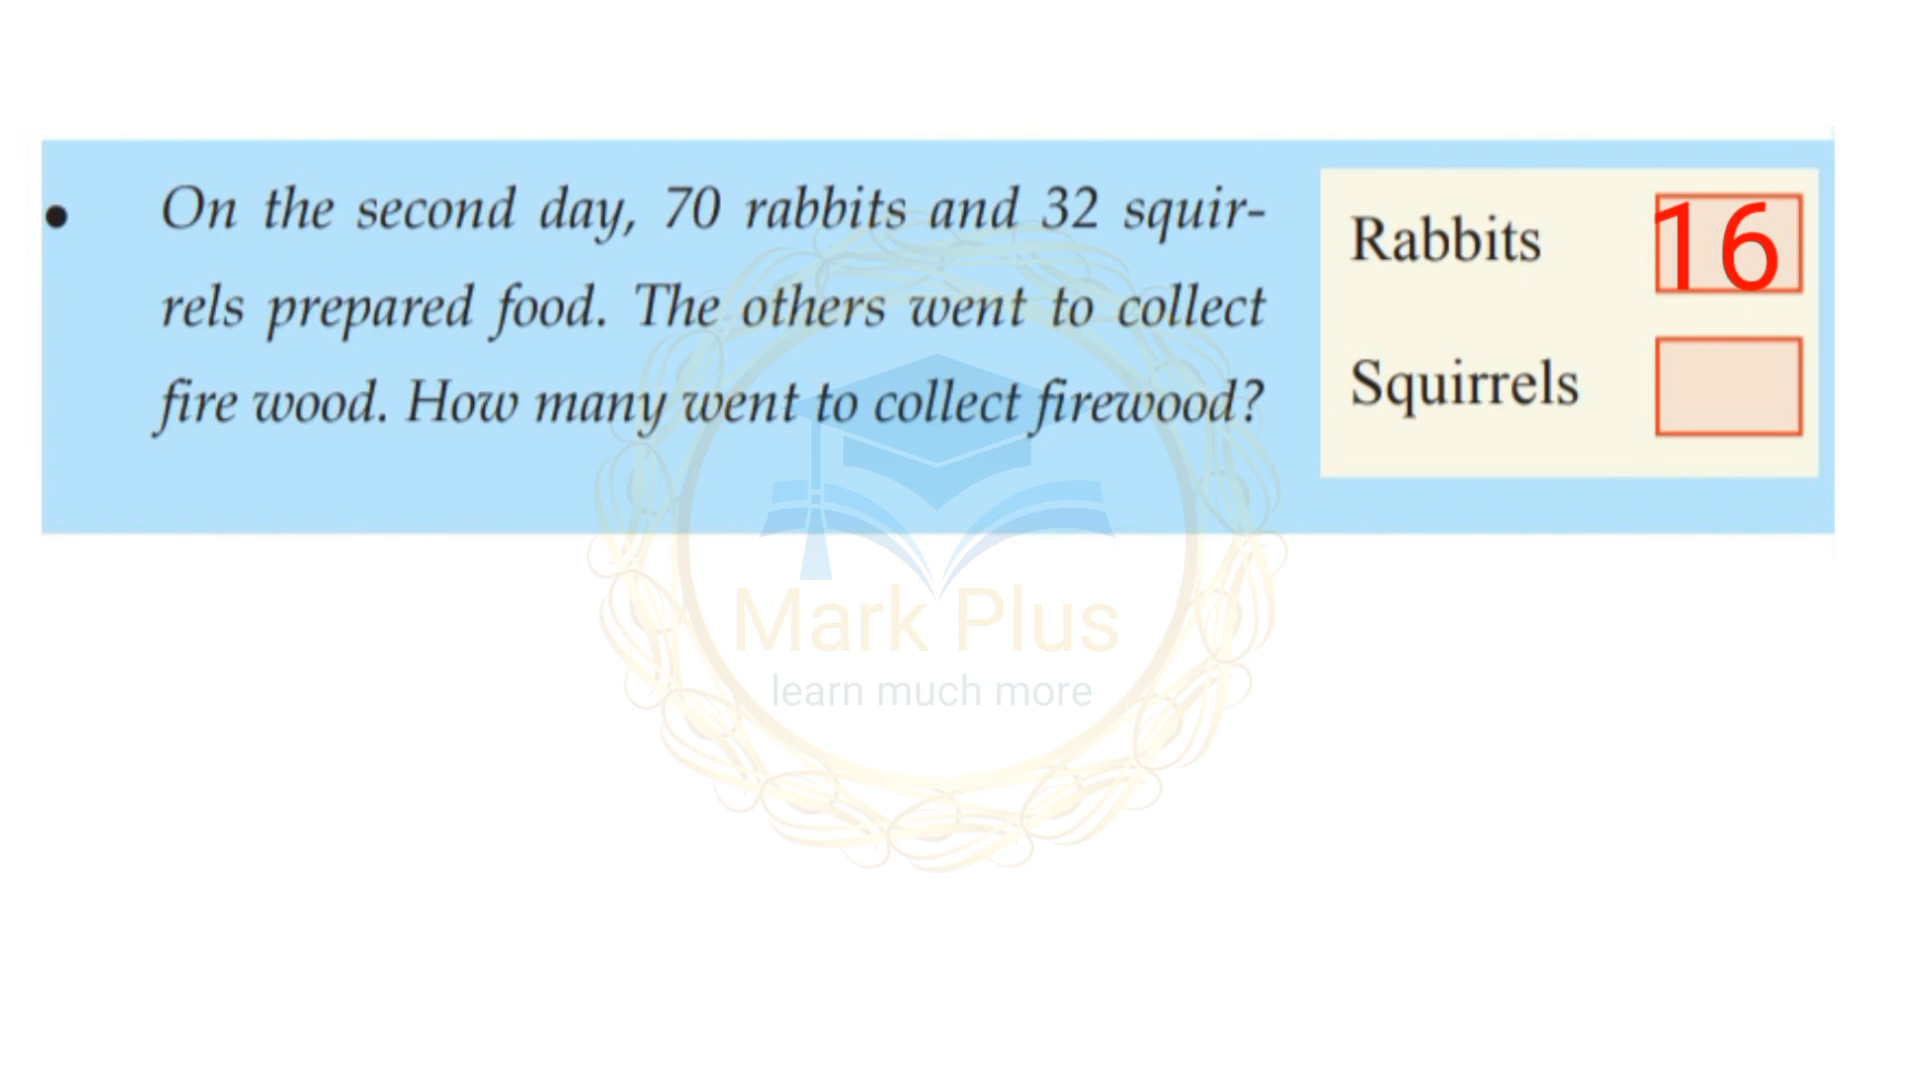 • On the second day, 70 rabbits and 32 squir-
rels prepared food. The others went to collect
fire wood. How many went to collect firewood?
Rabbits 16
Squirrels
Mark Plus
learn much more